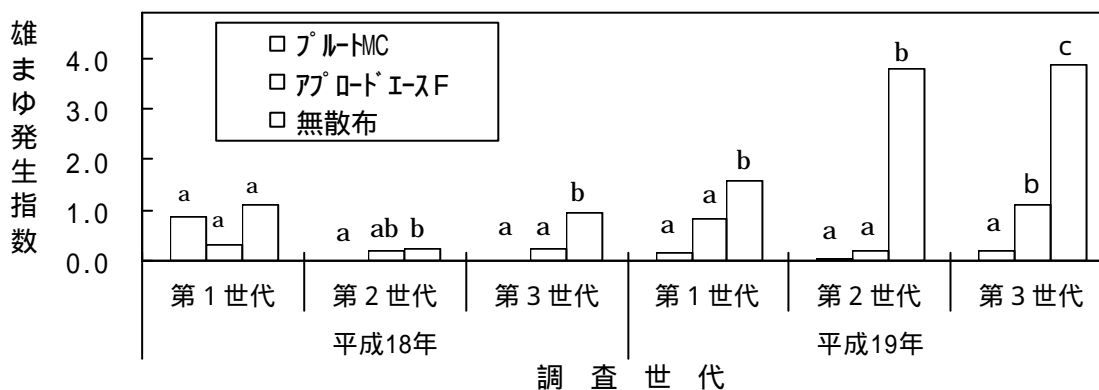 雄まゆ発生指数
4.0
3.0
2.0
1.0
0.0
□ プルートMC
□ アプロードエースF
□ 無散布
a a a
a ab b
a a b
a a b
a a b
a b c
第1世代 第2世代 第3世代 第1世代 第2世代 第3世代
平成18年 平成19年
調査世代